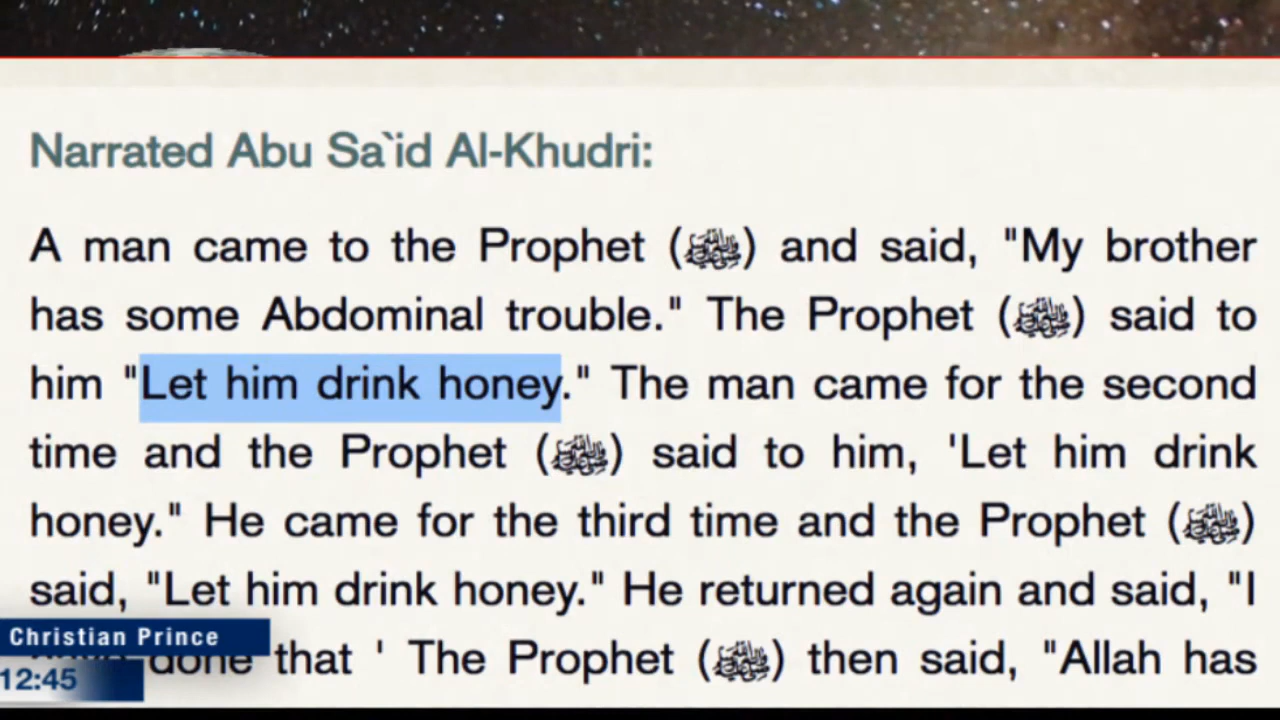 Narrated Abu Sa`id Al-Khudri:
A man came to the Prophet (ﷺ) and said, "My brother
has some Abdominal trouble." The Prophet (ﷺ) said to
him "Let him drink honey." The man came for the second
time and the Prophet (ﷺ) said to him, 'Let him drink
honey." He came for the third time and the Prophet (ﷺ)
said, "Let him drink honey." He returned again and said, "I
done that ' The Prophet (ﷺ) then said, "Allah has
Christian Prince
12:45